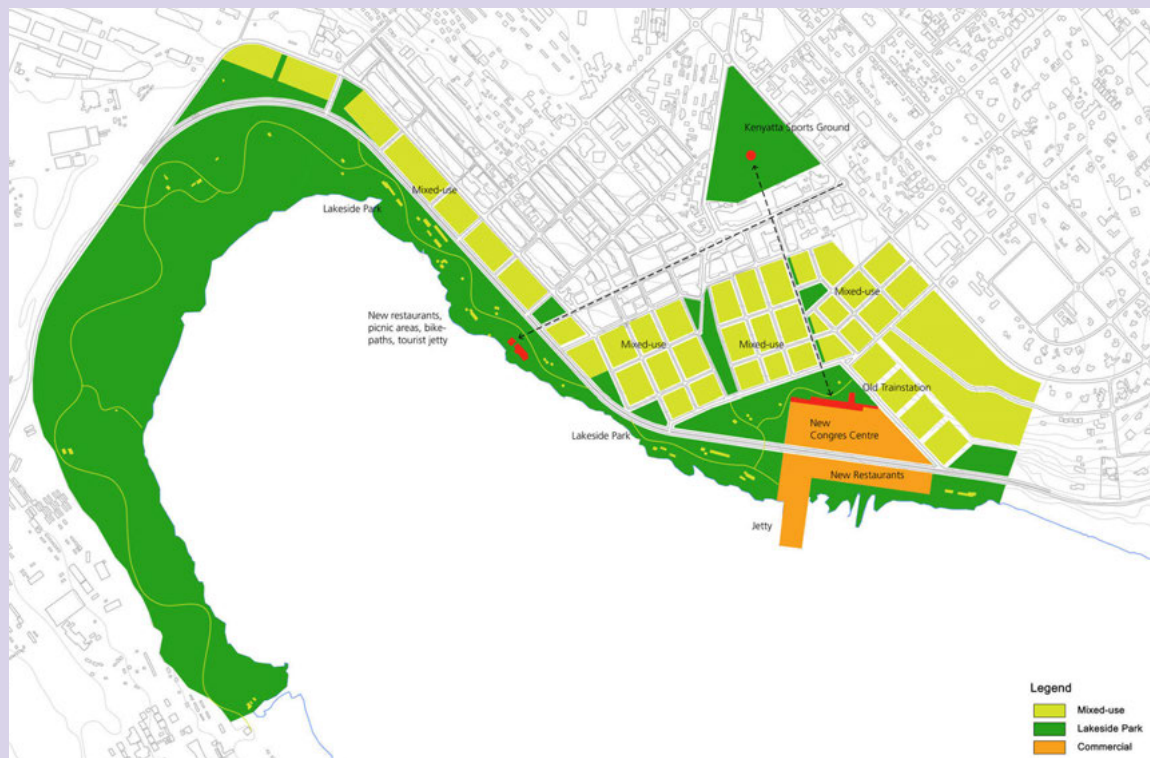 Kenyatta Sports Ground
Mixed-use
Lakeside Park
Mixed-use
New restaurants,
picnic areas, bike-
paths, tourist jetty
Mixed-use
Mixed-use
Old Trainstation
New
Congres Centre
Lakeside Park
New Restaurants
Jetty
Legend
Mixed-use
Lakeside Park
Commercial